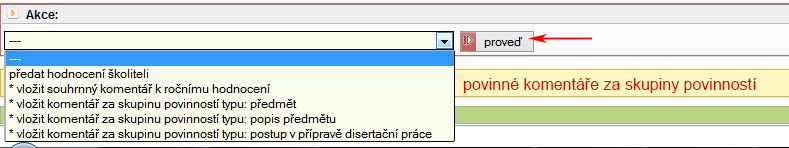 Akce:
---
proveď
---
předat hodnocení školiteli
* vložit souhrnný komentář k ročnímu hodnocení
* vložit komentář za skupinu povinností typu: předmět
* vložit komentář za skupinu povinností typu: popis předmětu
* vložit komentář za skupinu povinností typu: postup v přípravě disertační práce
povinné komentáře za skupiny povinností